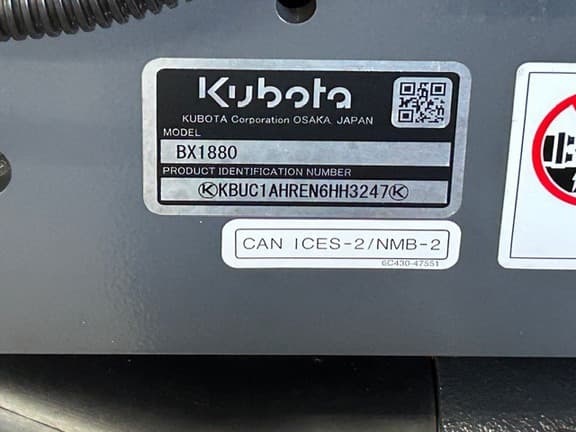 Kubota
KUBOTA Corporation OSAKA, JAPAN
MODEL
BX1880
PRODUCT IDENTIFICATION NUMBER
ⓀKBUC1AHREN6HH3247Ⓚ
CAN ICES-2/NMB-2
6C430-47551